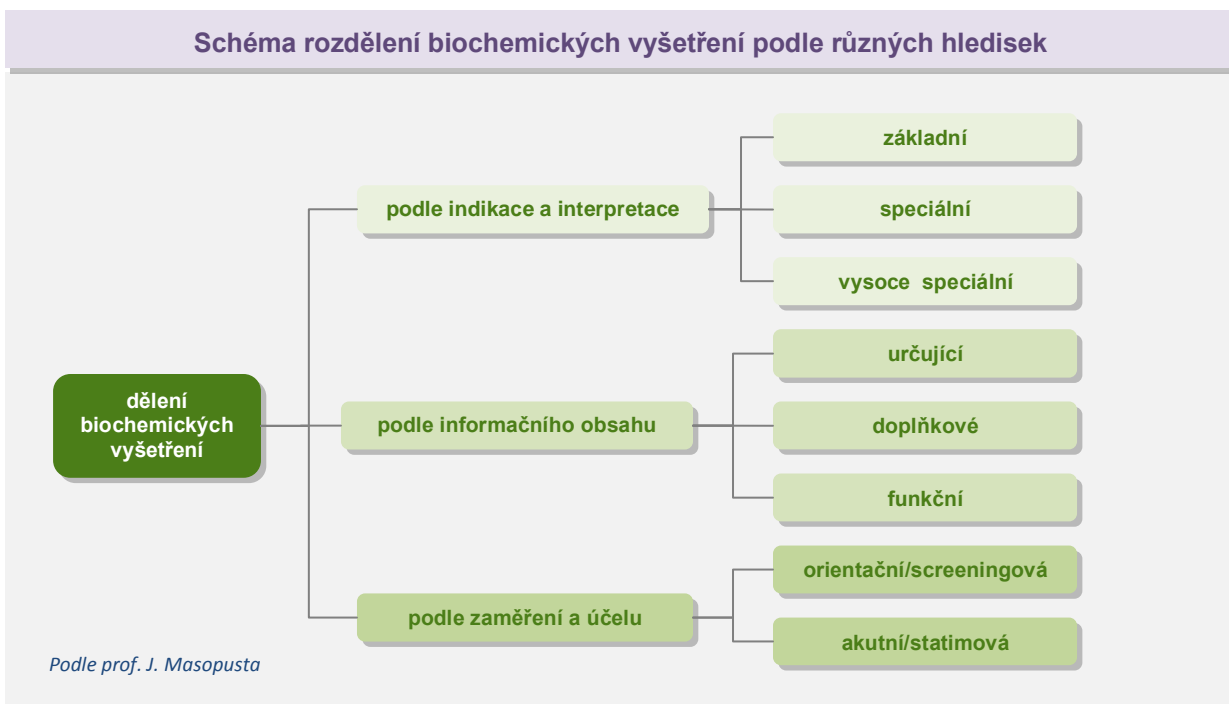 Schéma rozdělení biochemických vyšetření podle různých hledisek
základní
podle indikace a interpretace
speciální
vysoce speciální
určující
dělení
biochemických
vyšetření
podle informačního obsahu
doplňkové
funkční
orientační/screeningová
podle zaměření a účelu
akutní/statimová
Podle prof. J. Masopusta